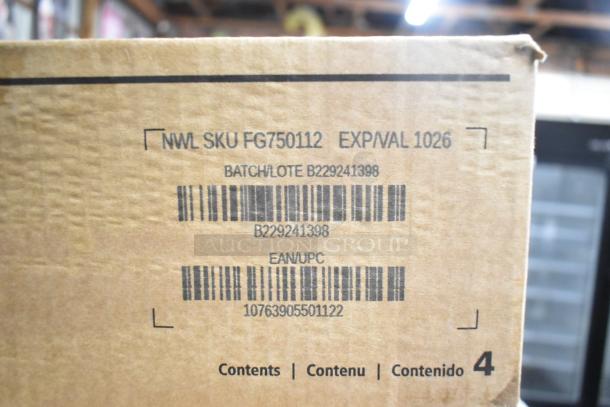 NWL SKU FG750112 EXP/VAL 1026
BATCH/LOTE B229241398
B229241398
AUCTION GROUP
EAN/UPC
10763905501122
Contents | Contenu | Contenido 4